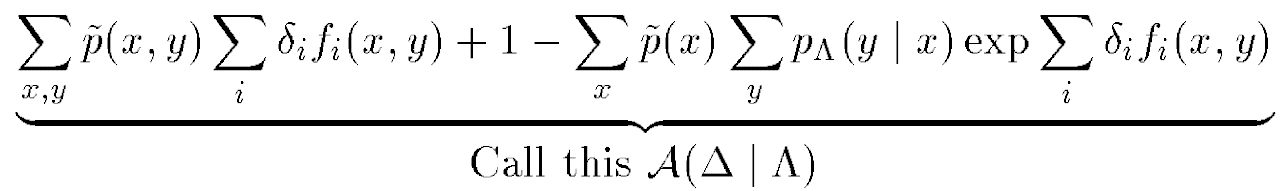 ∑_{x,y} p̃(x, y) ∑_i δ_i f_i(x, y) + 1 − ∑_x p̃(x) ∑_y p_Λ(y | x) exp ∑_i δ_i f_i(x, y)
Call this 𝒜(Δ | Λ)